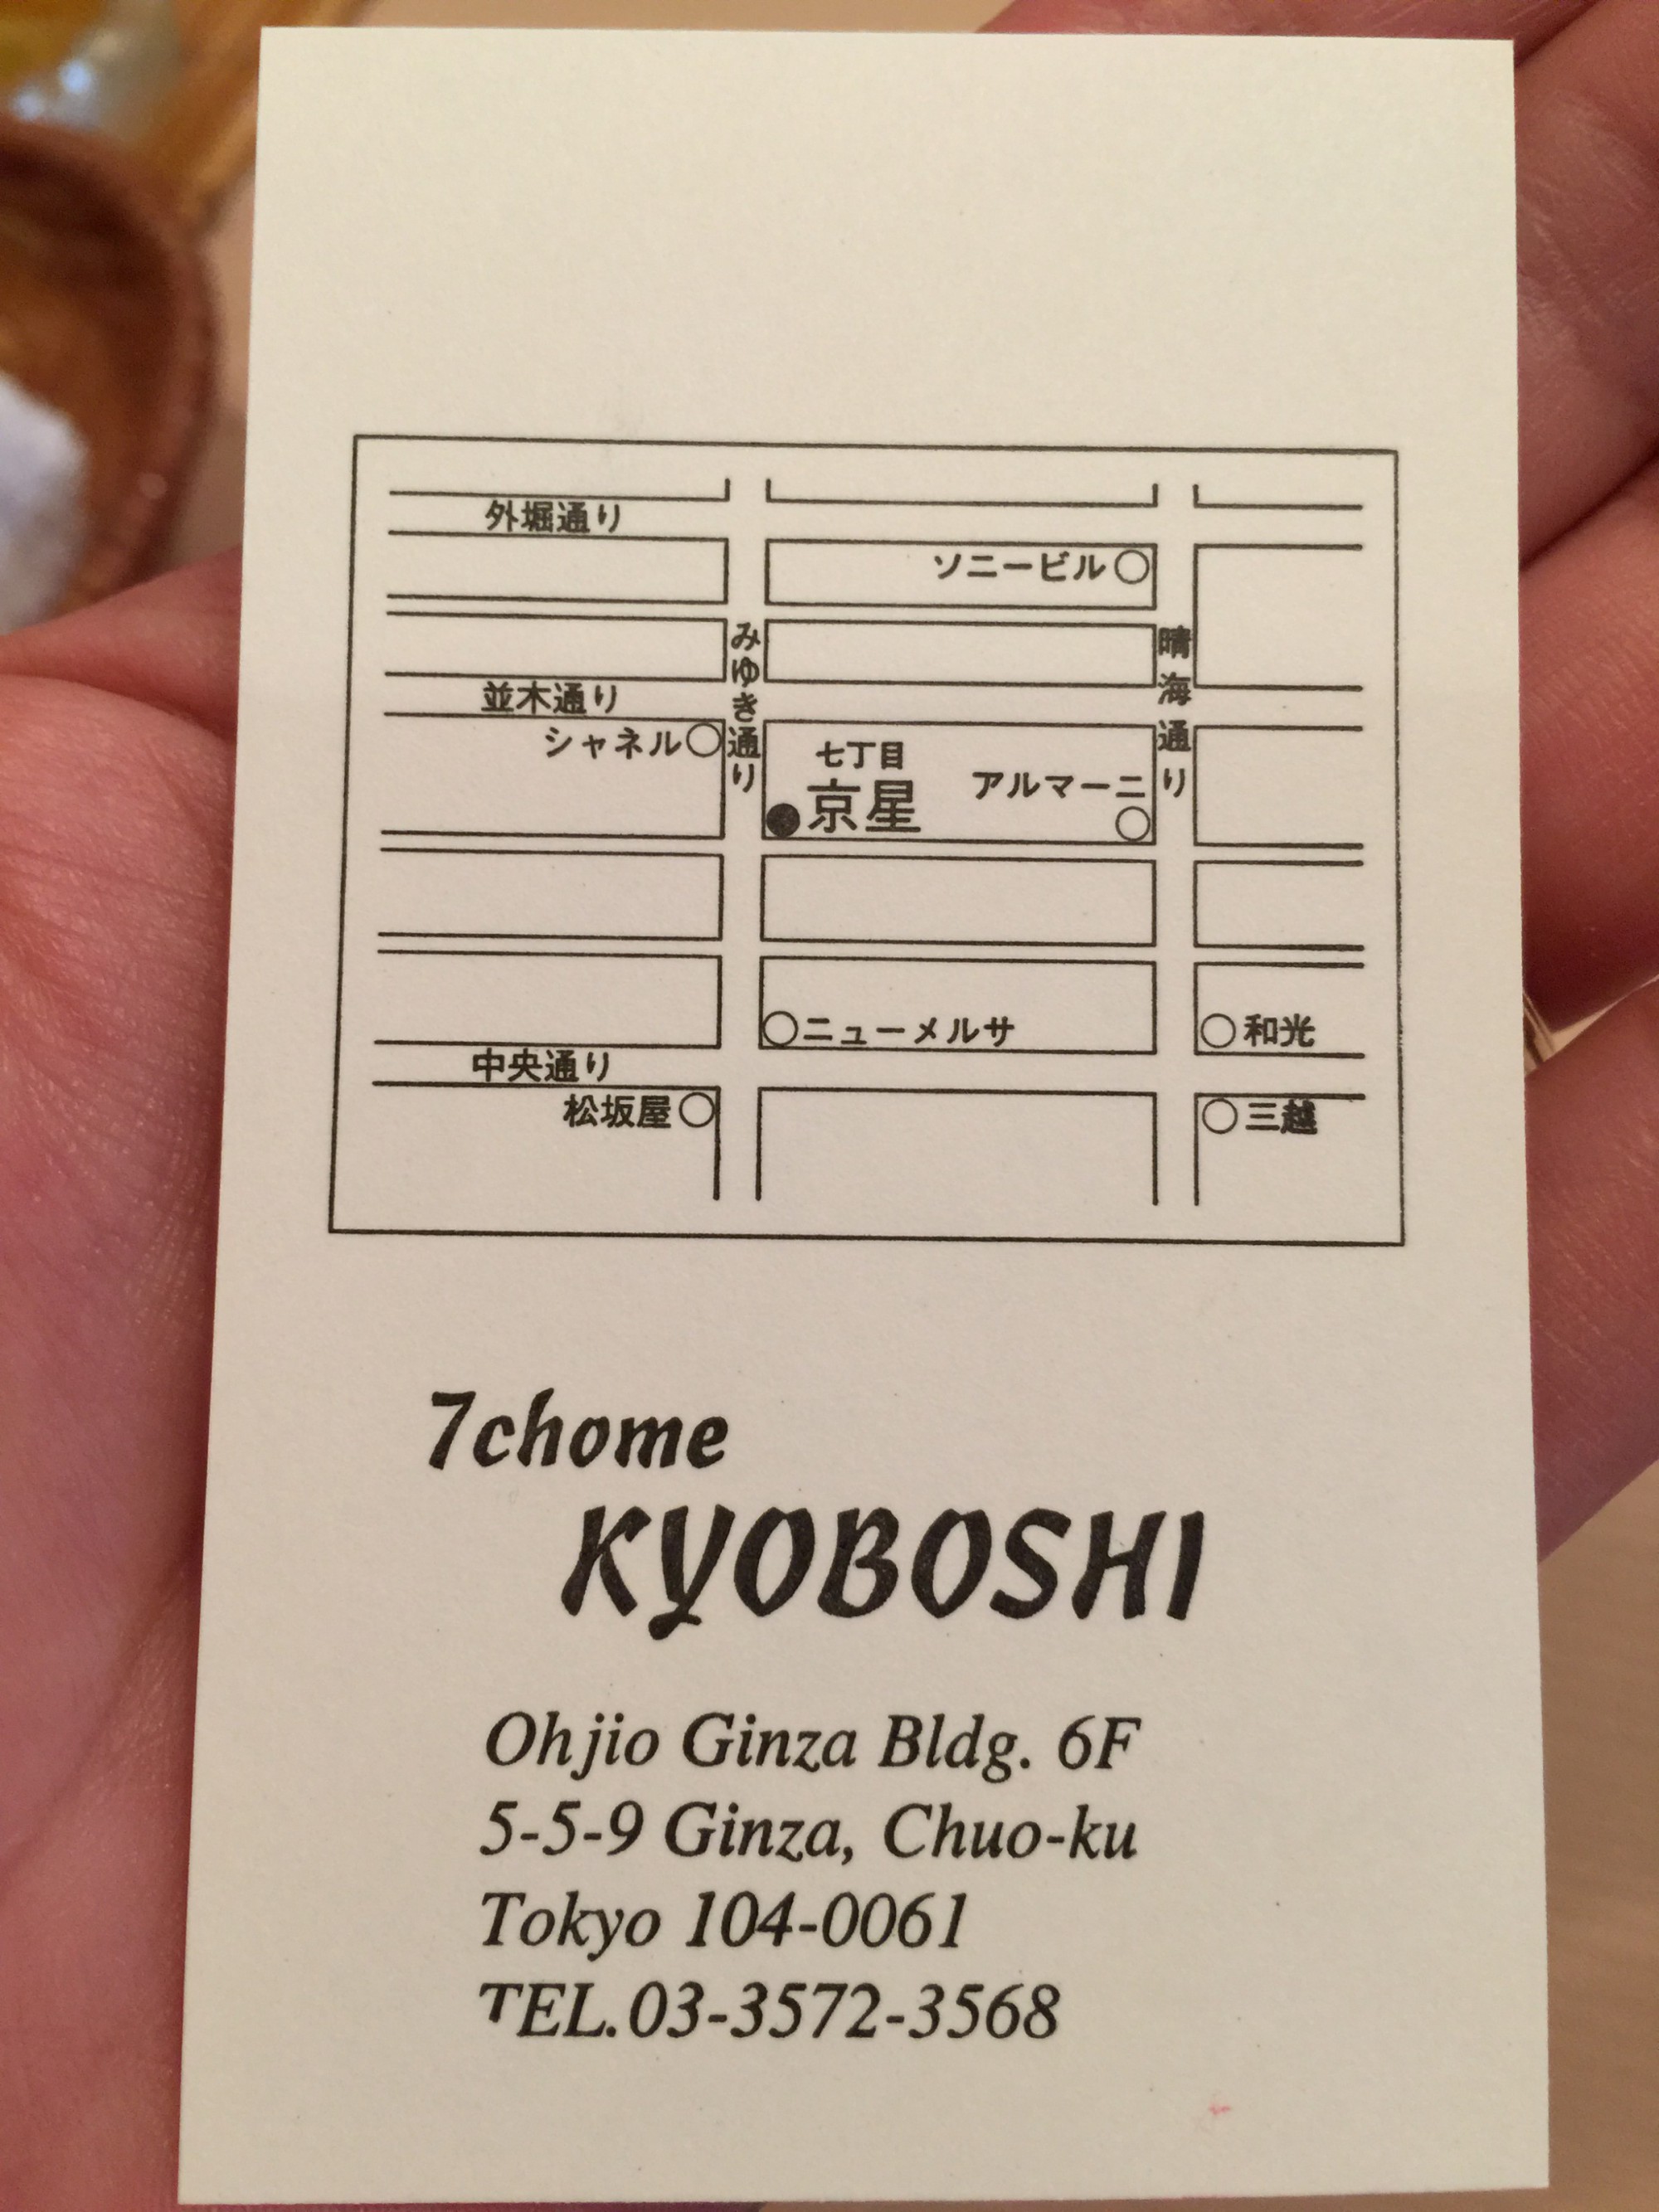 外堀通り
ソニービル
みゆき通り
晴海通り
並木通り
シャネル
七丁目
京星
アルマーニ
ニューメルサ
和光
中央通り
松坂屋
三越
7chome
KYOBOSHI
Ohjio Ginza Bldg. 6F
5-5-9 Ginza, Chuo-ku
Tokyo 104-0061
TEL.03-3572-3568